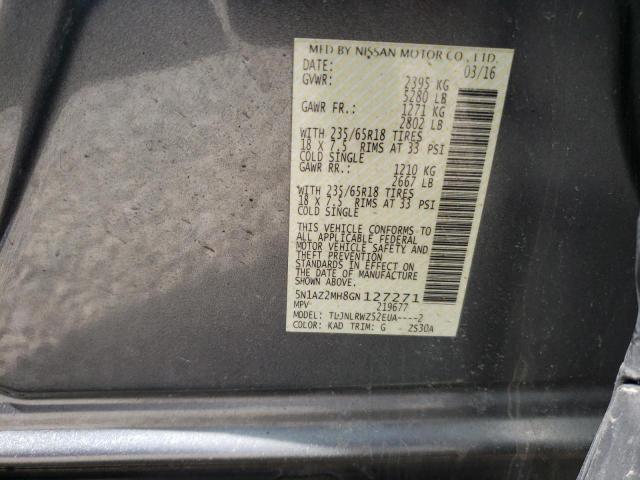 MFD BY NISSAN MOTOR CO., LTD.
DATE: 03/16
GVWR: 2395 KG
5280 LB
GAWR FR.: 1271 KG
2802 LB
WITH 235/65R18 TIRES
18 X 7.5 RIMS AT 33 PSI
COLD SINGLE
GAWR RR.: 1210 KG
2667 LB
WITH 235/65R18 TIRES
18 X 7.5 RIMS AT 33 PSI
COLD SINGLE
THIS VEHICLE CONFORMS TO
ALL APPLICABLE FEDERAL
MOTOR VEHICLE SAFETY AND
THEFT PREVENTION
STANDARDS IN EFFECT ON
THE DATE OF MANUFACTURE
SHOWN ABOVE.
5N1AZ2MH8GN127271
MPV 219677
MODEL: TLJNLRWZ52EUA----2
COLOR: KAD TRIM: G ZS30A